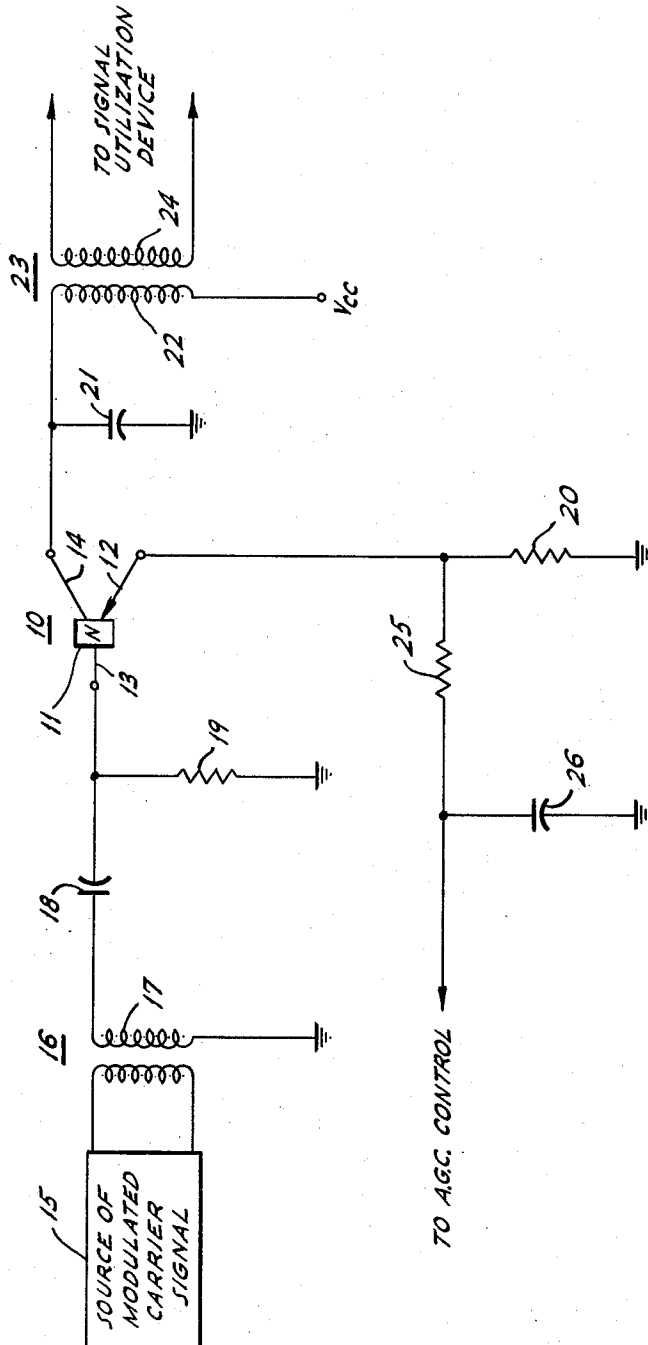 15
SOURCE OF
MODULATED
CARRIER
SIGNAL
16
17
18
19
11
13
10
N
14
12
21
22
23
24
Vcc
TO SIGNAL
UTILIZATION
DEVICE
TO A.G.C. CONTROL
25
26
20